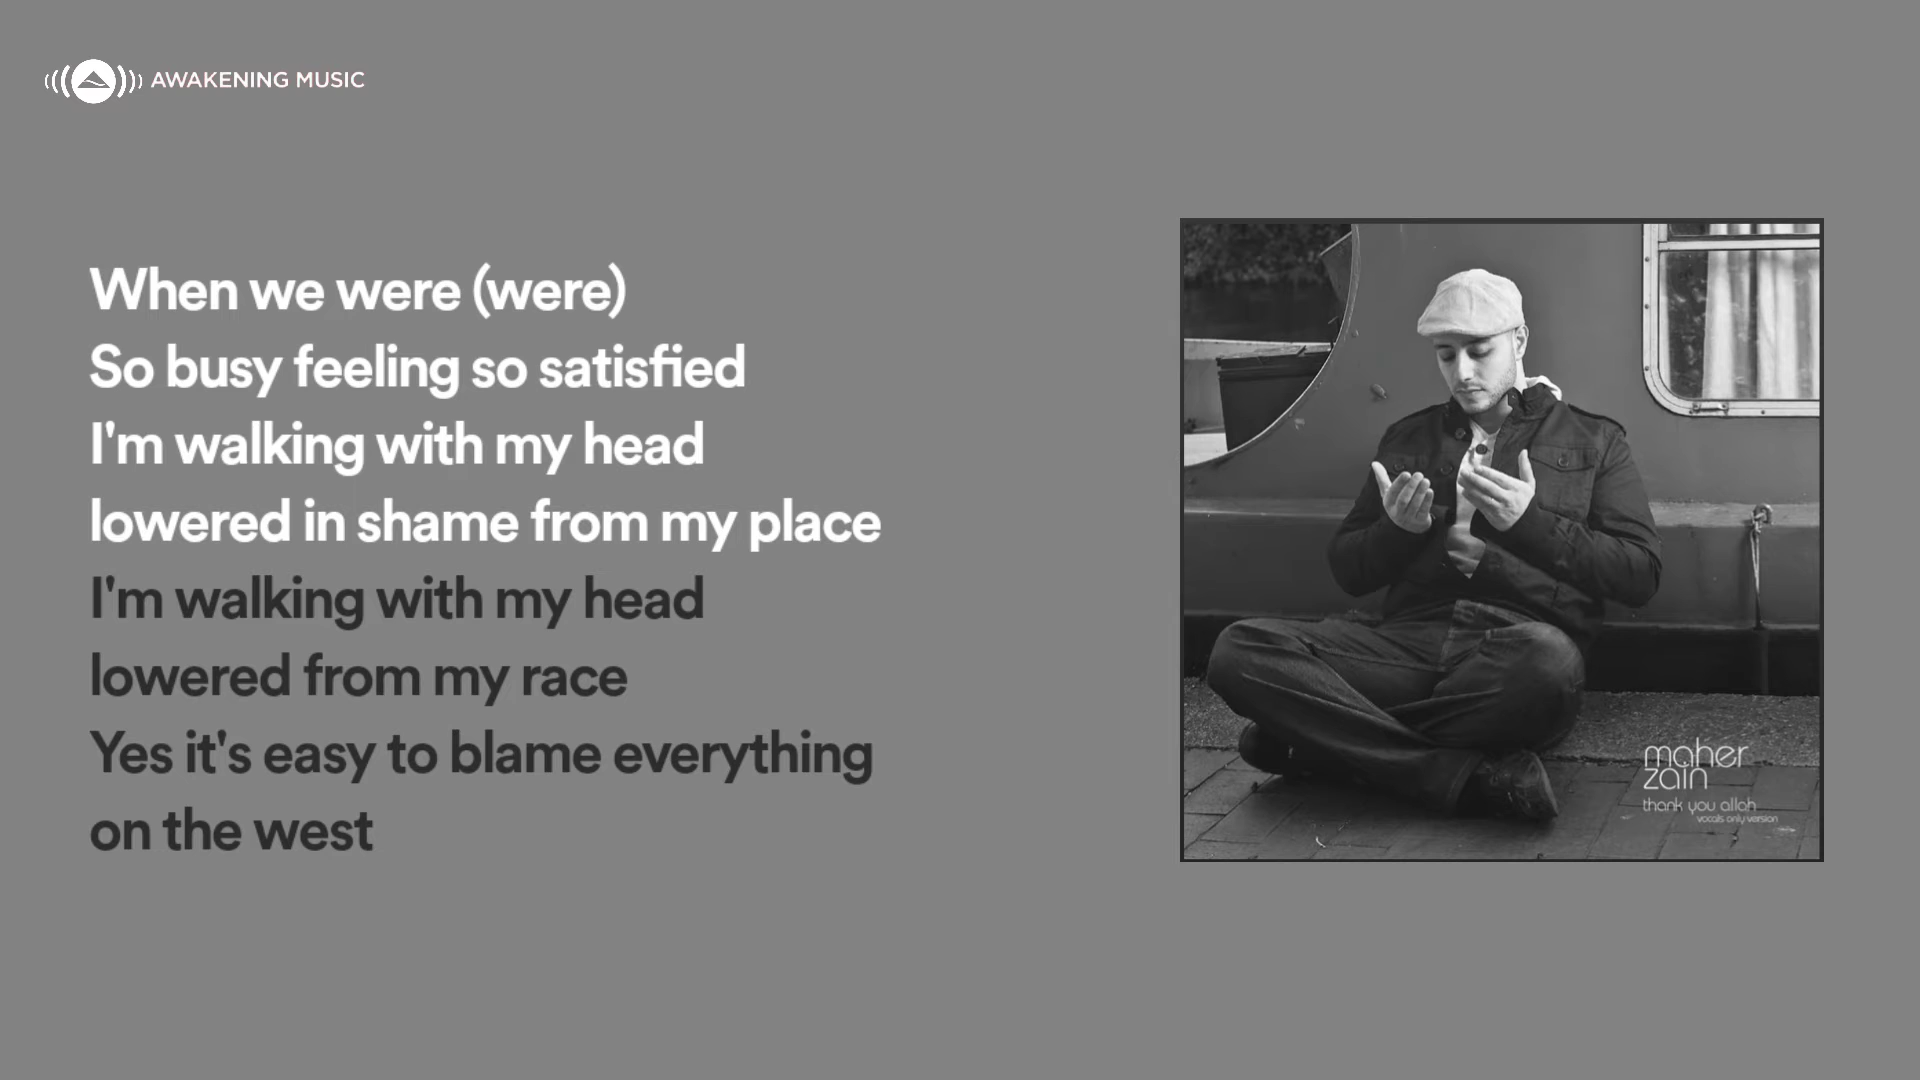 AWAKENING MUSIC
When we were (were)
So busy feeling so satisfied
I'm walking with my head
lowered in shame from my place
I'm walking with my head
lowered from my race
Yes it's easy to blame everything
on the west
maher
zain
thank you allah
vocals only version